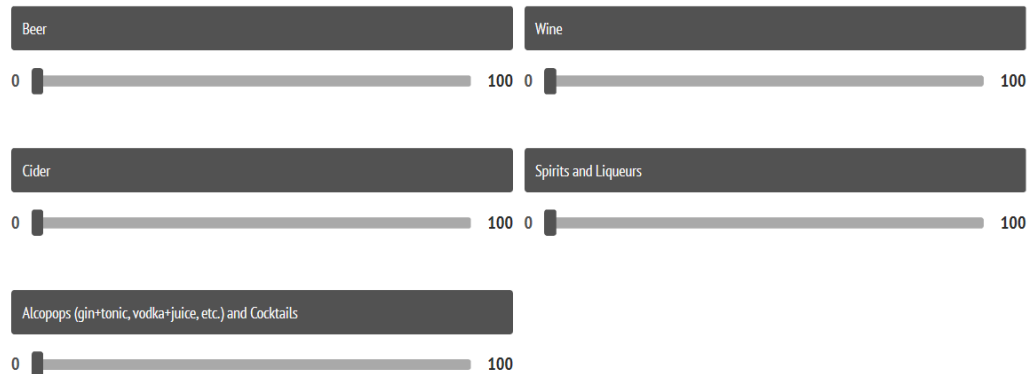 Beer
Wine
0 100 0 100
Cider
Spirits and Liqueurs
0 100 0 100
Alcopops (gin+tonic, vodka+juice, etc.) and Cocktails
0 100